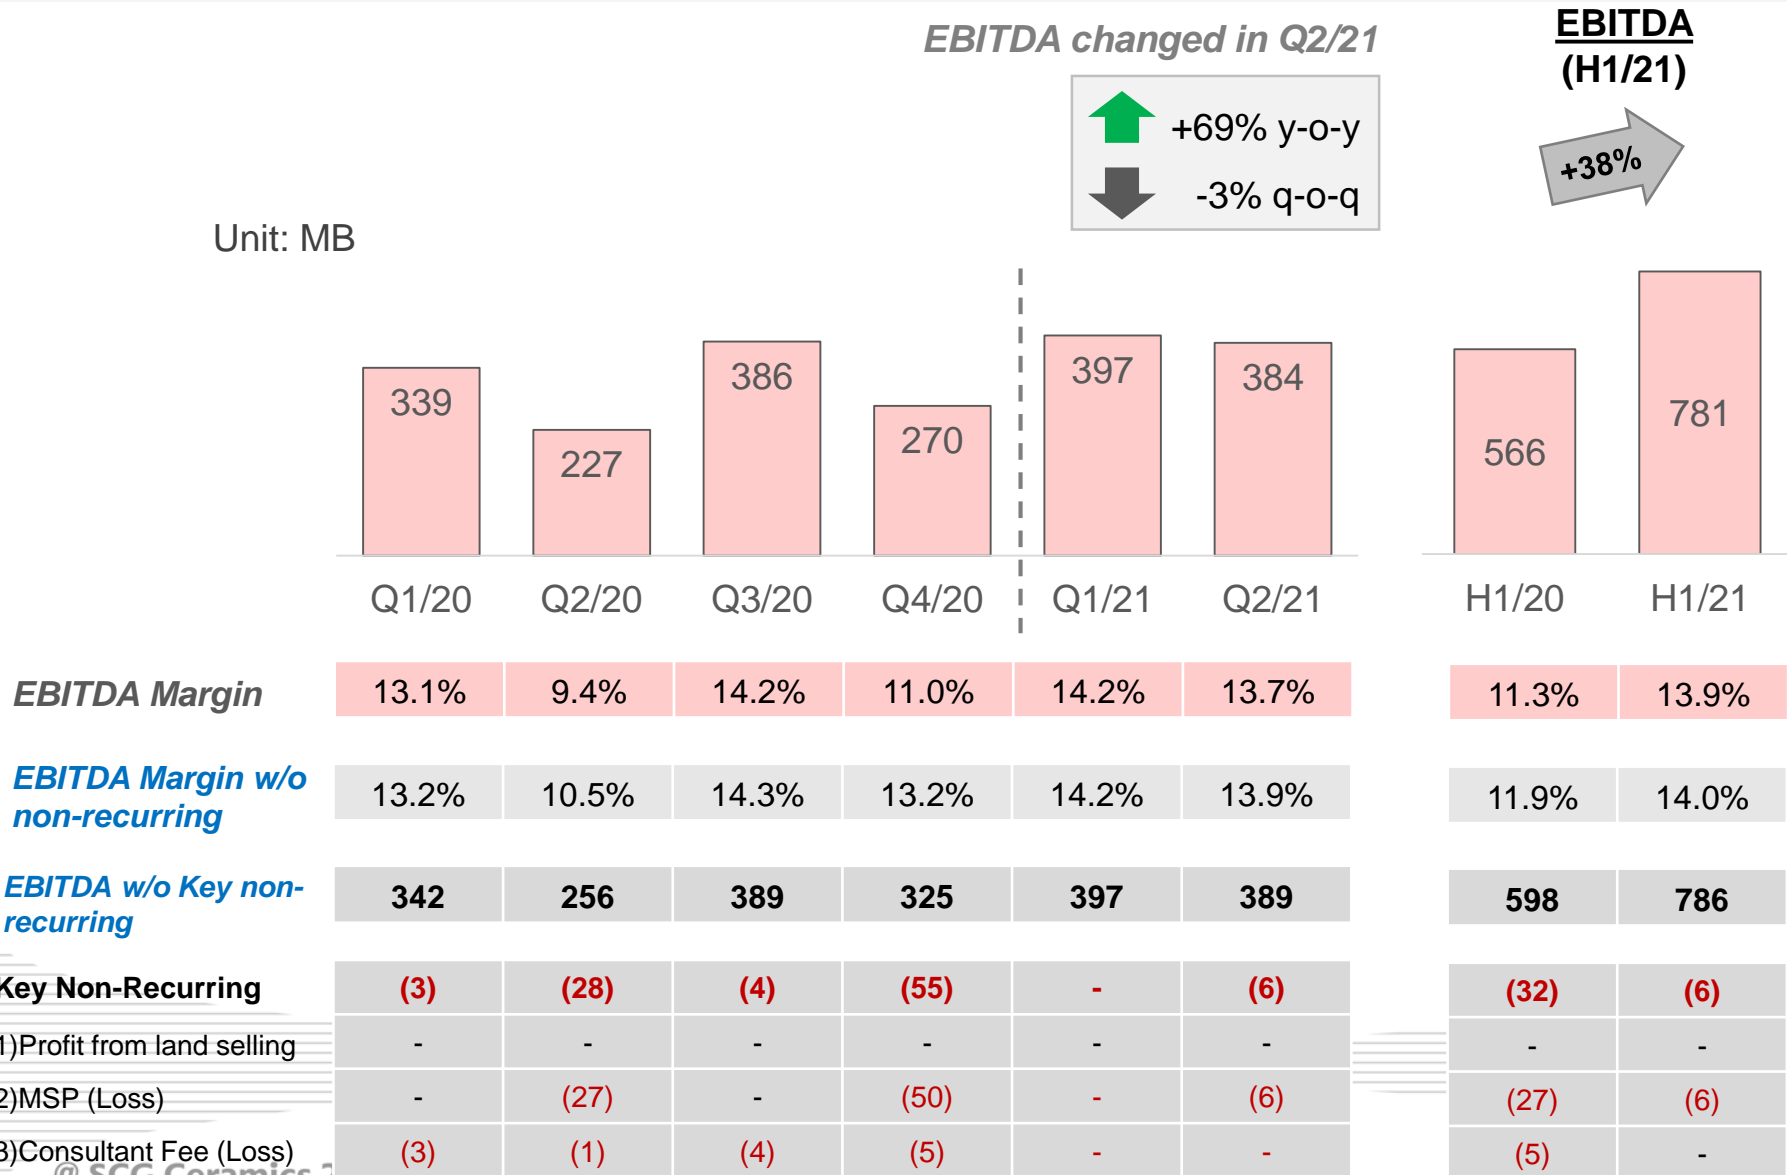 EBITDA changed in Q2/21
EBITDA
(H1/21)
+69% y-o-y
-3% q-o-q
+38%
Unit: MB
339
227
386
270
397
384
566
781
Q1/20 Q2/20 Q3/20 Q4/20 Q1/21 Q2/21 H1/20 H1/21
EBITDA Margin 13.1% 9.4% 14.2% 11.0% 14.2% 13.7% 11.3% 13.9%
EBITDA Margin w/o
non-recurring
13.2% 10.5% 14.3% 13.2% 14.2% 13.9% 11.9% 14.0%
EBITDA w/o Key non-
recurring
342 256 389 325 397 389 598 786
Key Non-Recurring (3) (28) (4) (55) - (6) (32) (6)
1)Profit from land selling - - - - - - - -
2)MSP (Loss) - (27) - (50) - (6) (27) (6)
3)Consultant Fee (Loss) (3) (1) (4) (5) - - (5) -
@ SCG Ceramics